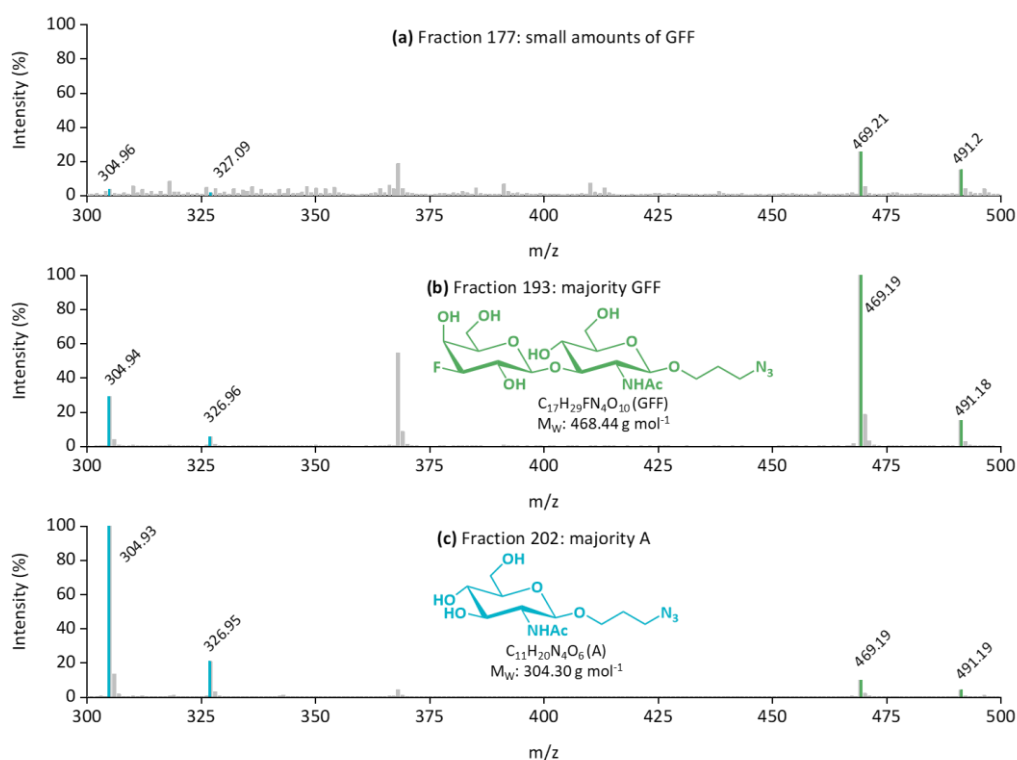 (a) Fraction 177: small amounts of GFF
Intensity (%)
100
80
60
40
20
0
304.96
327.09
469.21
491.2
300
325
350
375
400
425
450
475
500
m/z
(b) Fraction 193: majority GFF
Intensity (%)
100
80
60
40
20
0
304.94
326.96
469.19
491.18
OH
OH
OH
O
O
F
HO
O
O
N₃
OH
NHAc
C₁₇H₂₉FN₄O₁₀ (GFF)
M_W: 468.44 g mol⁻¹
300
325
350
375
400
425
450
475
500
m/z
(c) Fraction 202: majority A
Intensity (%)
100
80
60
40
20
0
304.93
326.95
469.19
491.19
OH
O
HO
HO
O
N₃
NHAc
C₁₁H₂₀N₄O₆ (A)
M_W: 304.30 g mol⁻¹
300
325
350
375
400
425
450
475
500
m/z